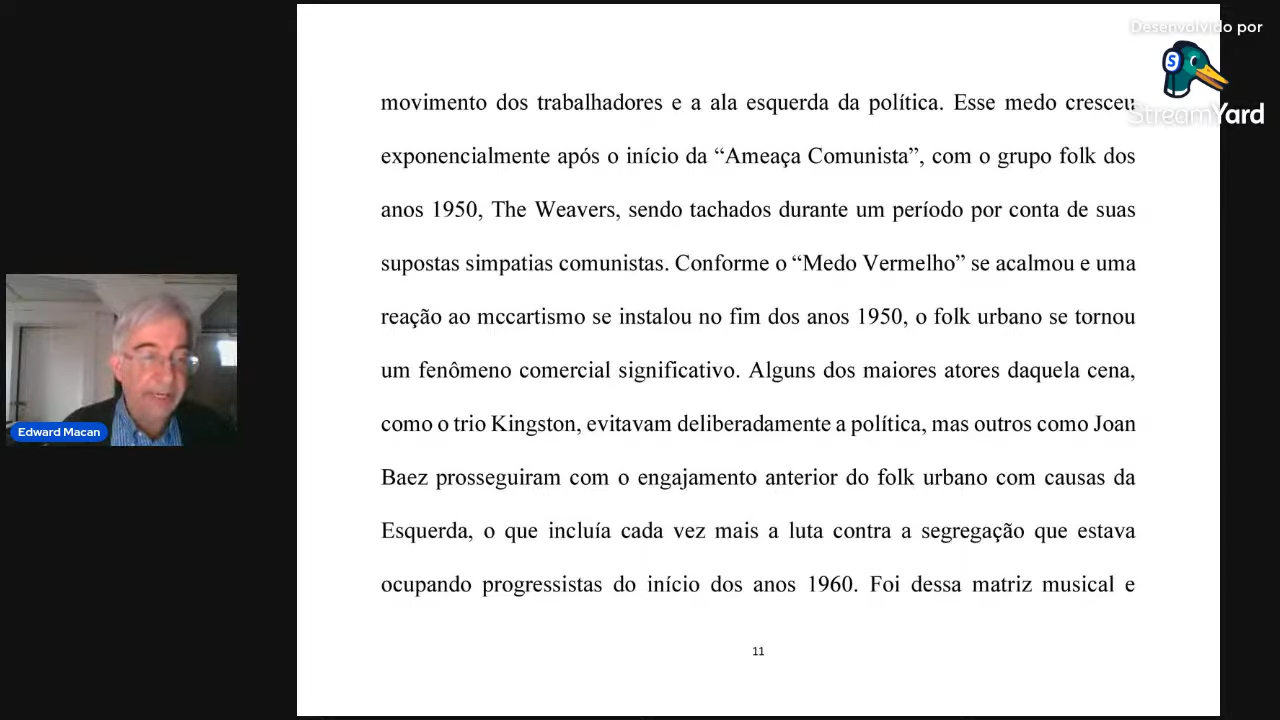 Desenvolvido por
StreamYard
movimento dos trabalhadores e a ala esquerda da política. Esse medo cresceu
exponencialmente após o início da “Ameaça Comunista”, com o grupo folk dos
anos 1950, The Weavers, sendo tachados durante um período por conta de suas
supostas simpatias comunistas. Conforme o “Medo Vermelho” se acalmou e uma
reação ao mccartismo se instalou no fim dos anos 1950, o folk urbano se tornou
um fenômeno comercial significativo. Alguns dos maiores atores daquela cena,
como o trio Kingston, evitavam deliberadamente a política, mas outros como Joan
Baez prosseguiram com o engajamento anterior do folk urbano com causas da
Esquerda, o que incluía cada vez mais a luta contra a segregação que estava
ocupando progressistas do início dos anos 1960. Foi dessa matriz musical e
11
Edward Macan
S